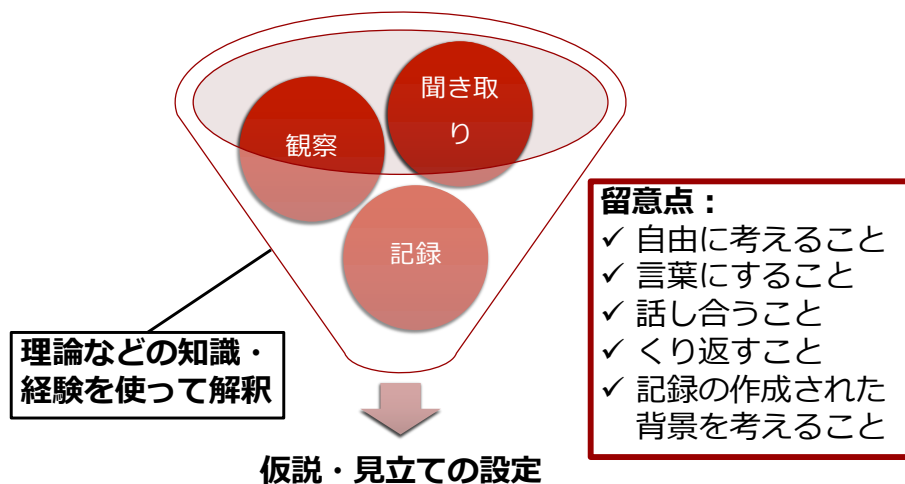 聞き取
り
観察
記録
理論などの知識・
経験を使って解釈
仮説・見立ての設定
留意点：
✓ 自由に考えること
✓ 言葉にすること
✓ 話し合うこと
✓ くり返すこと
✓ 記録の作成された
背景を考えること